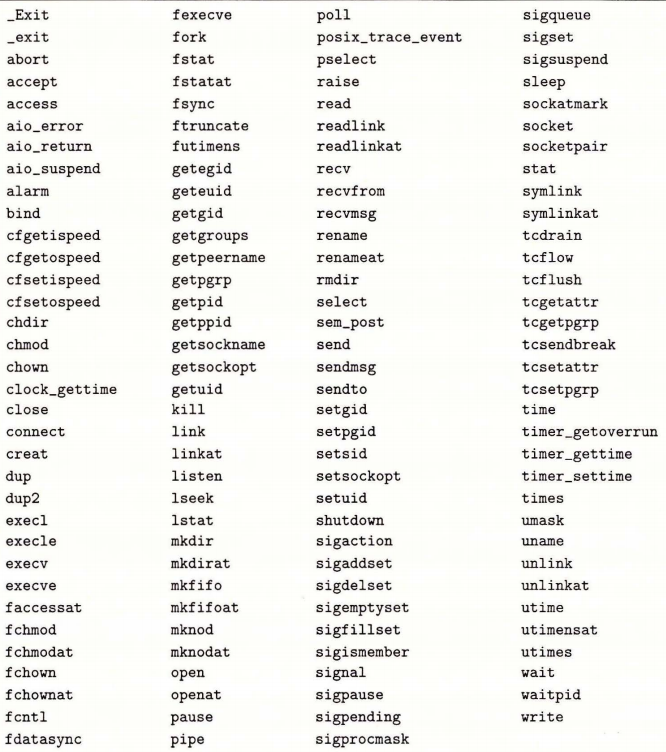 _Exit fexecve poll sigqueue
_exit fork posix_trace_event sigset
abort fstat pselect sigsuspend
accept fstatat raise sleep
access fsync read sockatmark
aio_error ftruncate readlink socket
aio_return futimens readlinkat socketpair
aio_suspend getegid recv stat
alarm geteuid recvfrom symlink
bind getgid recvmsg symlinkat
cfgetispeed getgroups rename tcdrain
cfgetospeed getpeername renameat tcflow
cfsetispeed getpgrp rmdir tcflush
cfsetospeed getpid select tcgetattr
chdir getppid sem_post tcgetpgrp
chmod getsockname send tcsendbreak
chown getsockopt sendmsg tcsetattr
clock_gettime getuid sendto tcsetpgrp
close kill setgid time
connect link setpgid timer_getoverrun
creat linkat setsid timer_gettime
dup listen setsockopt timer_settime
dup2 lseek setuid times
execl lstat shutdown umask
execle mkdir sigaction uname
execv mkdirat sigaddset unlink
execve mkfifo sigdelset unlinkat
faccessat mkfifoat sigemptyset utime
fchmod mknod sigfillset utimensat
fchmodat mknodat sigismember utimes
fchown open signal wait
fchownat openat sigpause waitpid
fcntl pause sigpending write
fdatasync pipe sigprocmask